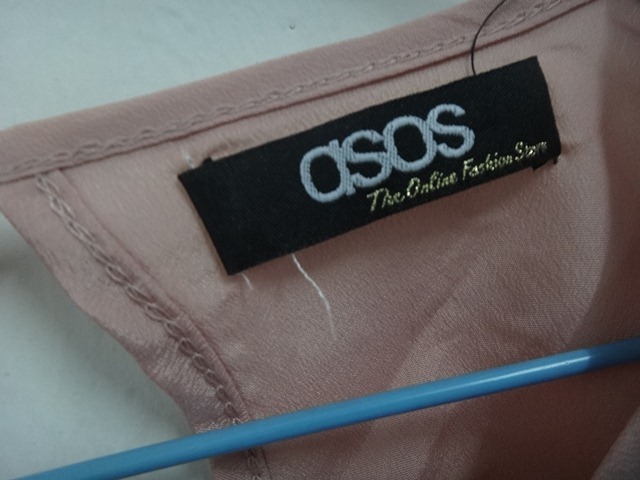 asos
The Online Fashion Store